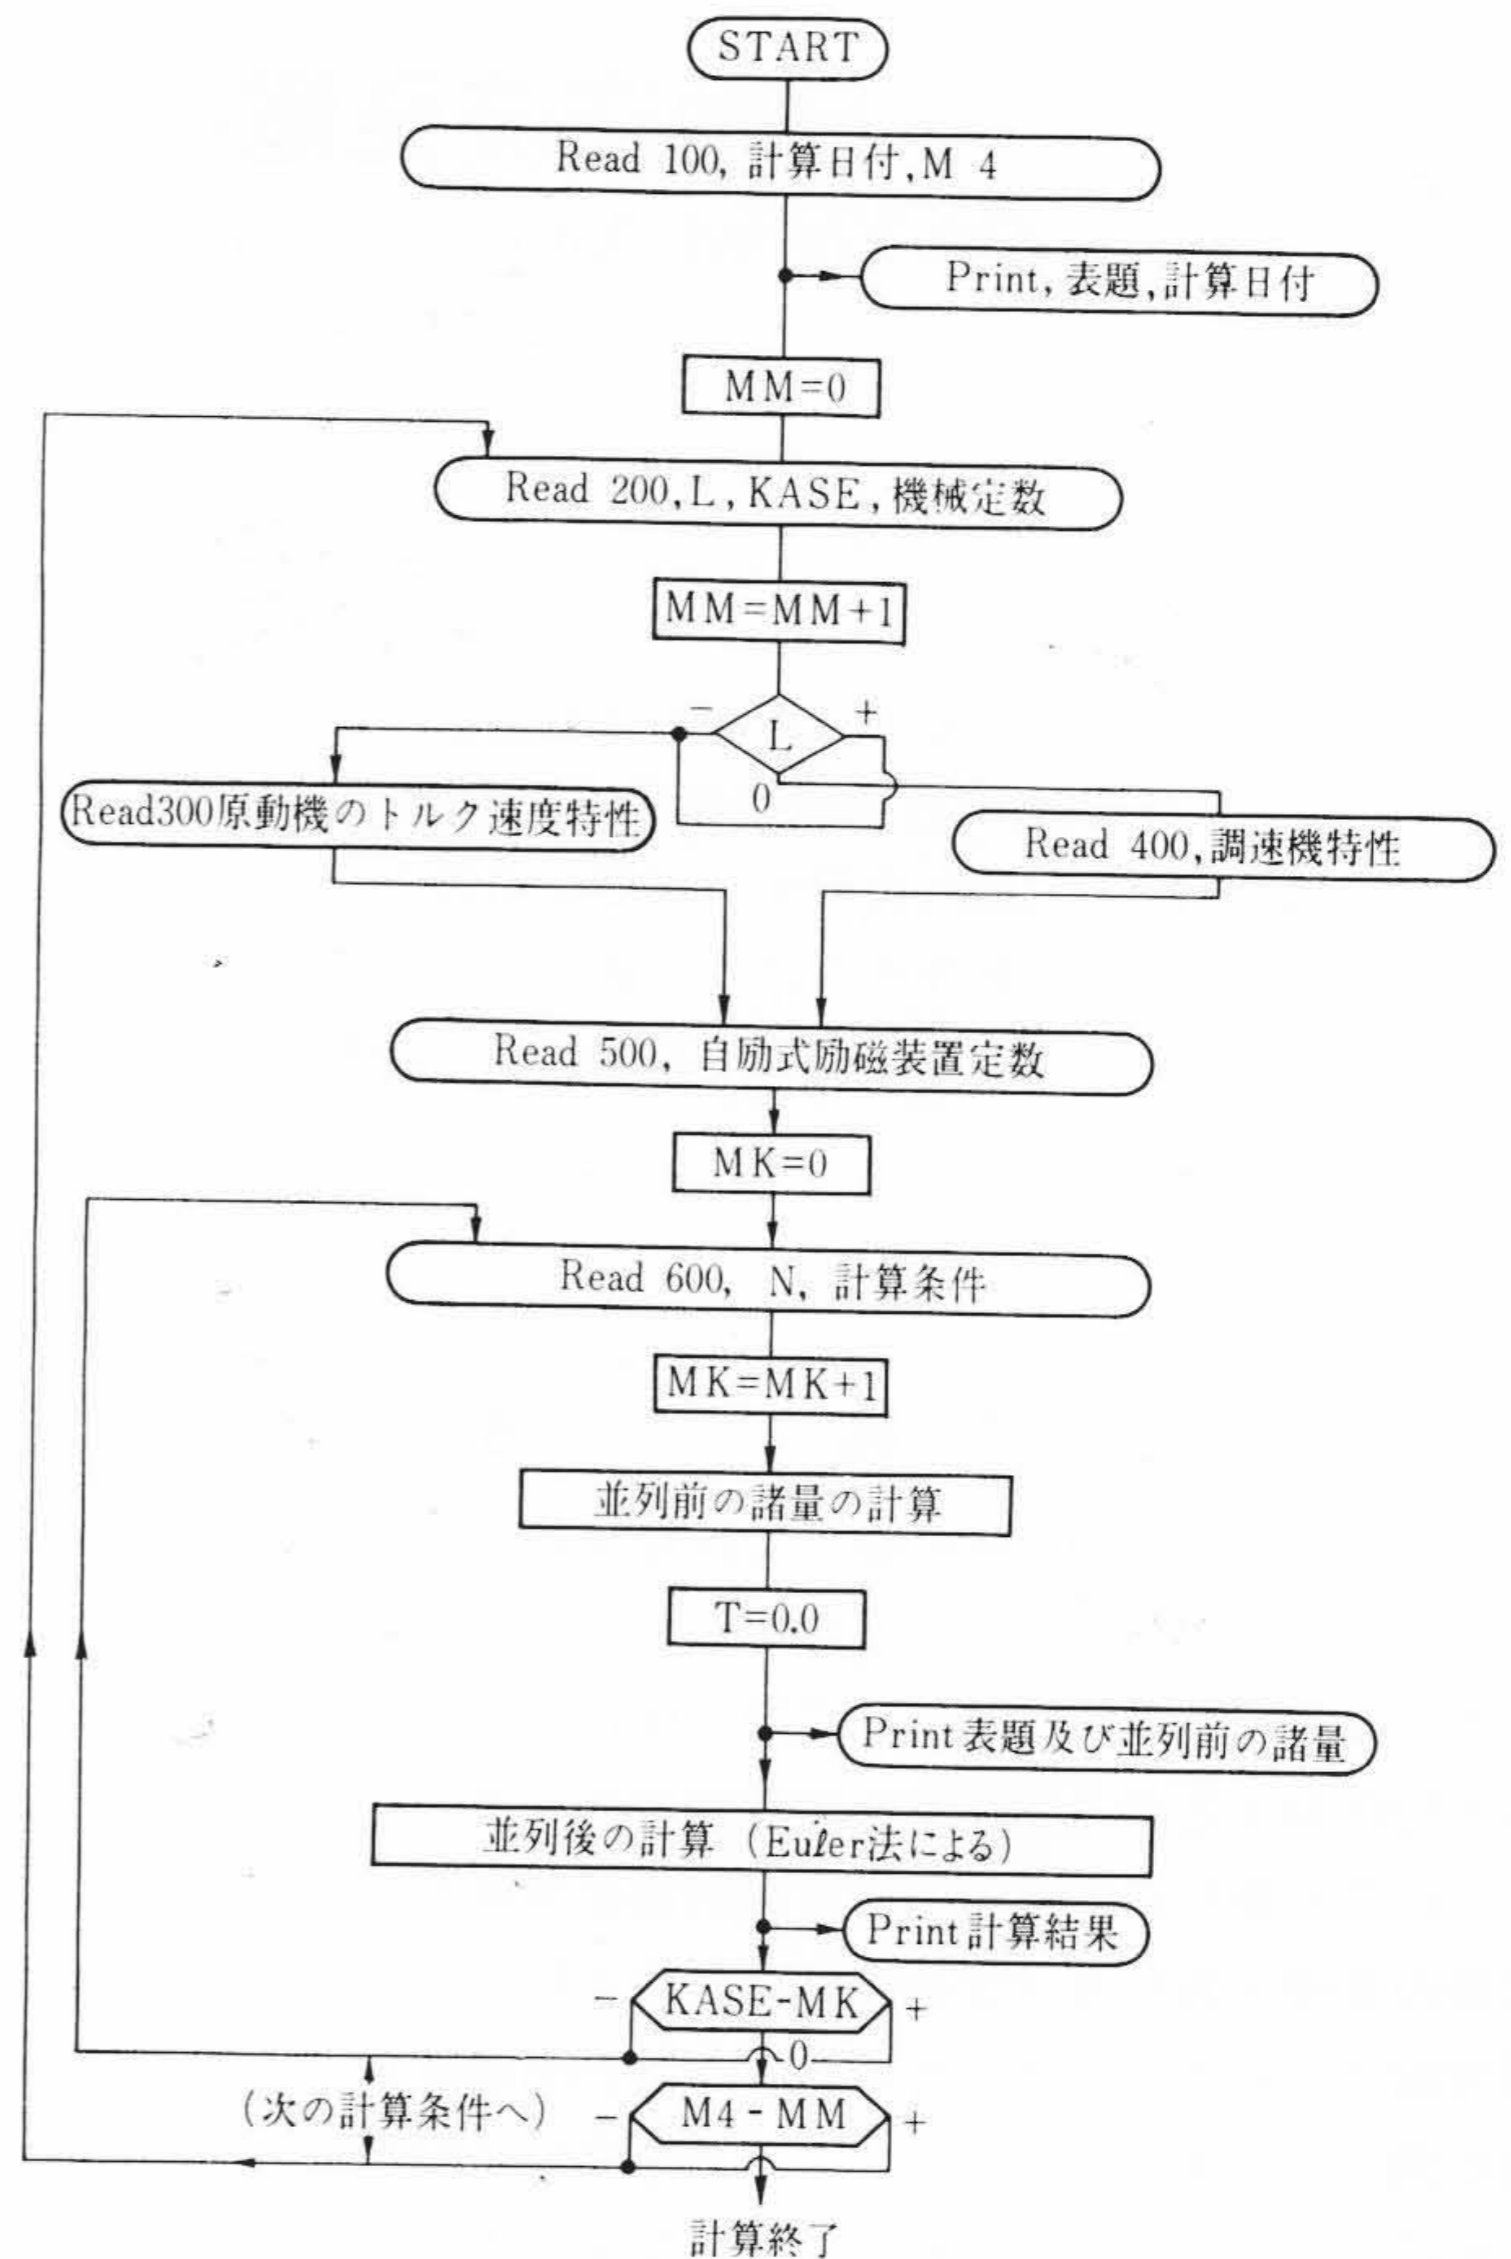 START
Read 100, 計算日付, M 4
Print, 表題, 計算日付
MM=0
Read 200, L, KASE, 機械定数
MM=MM+1
−
L
+
0
Read300原動機のトルク速度特性
Read 400, 調速機特性
Read 500, 自励式励磁装置定数
MK=0
Read 600, N, 計算条件
MK=MK+1
並列前の諸量の計算
T=0.0
Print 表題及び並列前の諸量
並列後の計算 (Euler法による)
Print 計算結果
−
KASE-MK
+
0
(次の計算条件へ)
−
M4-MM
+
計算終了